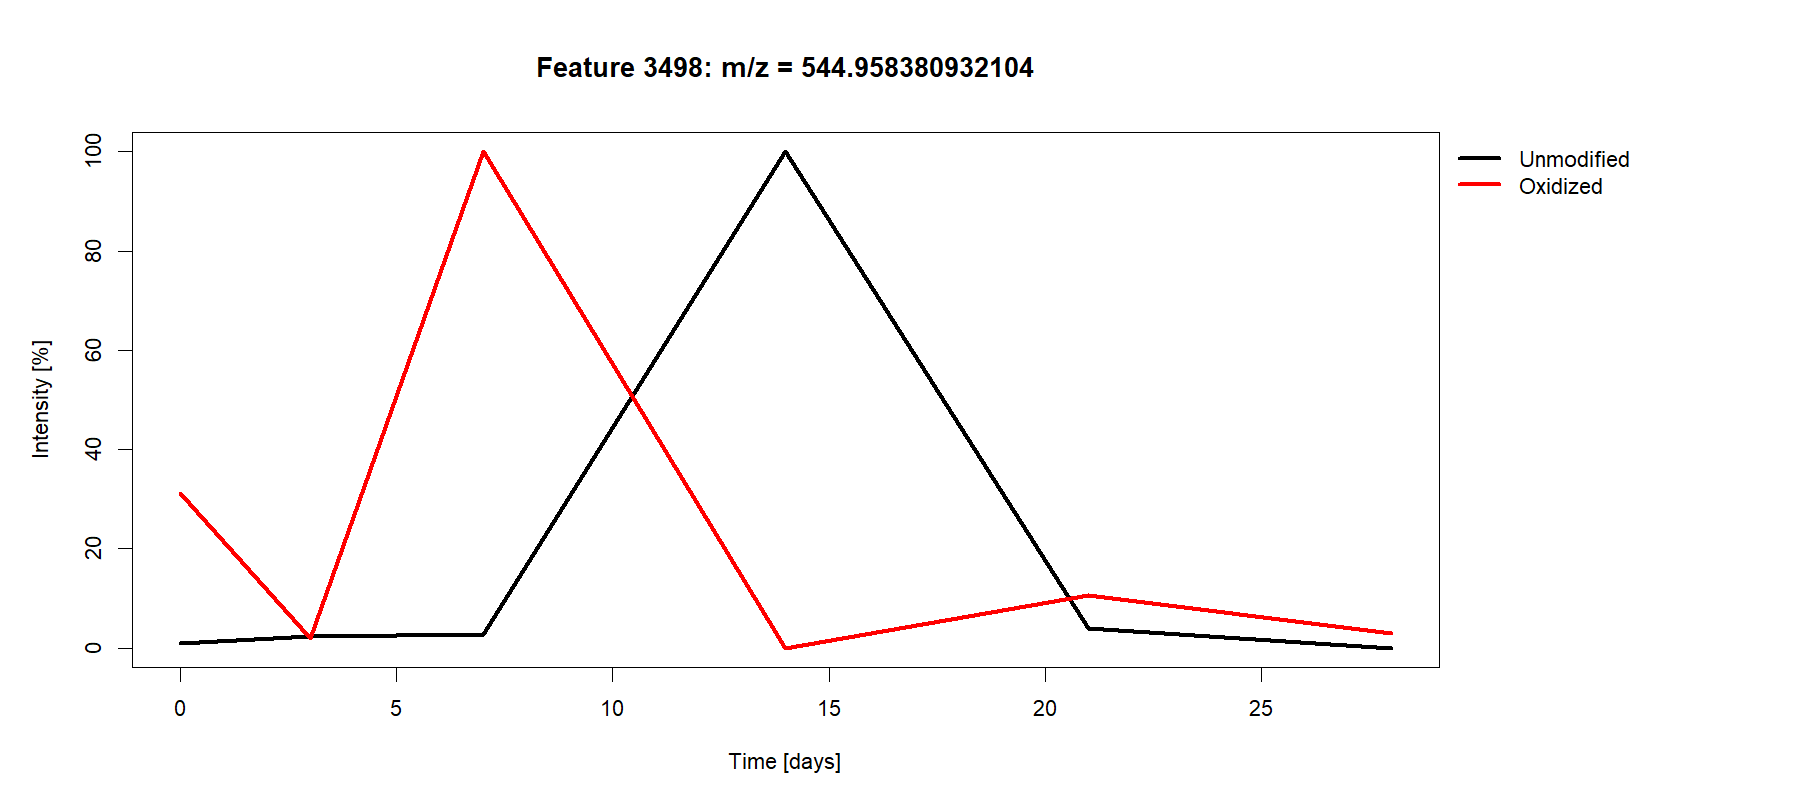 Feature 3498: m/z = 544.958380932104
100
80
60
40
20
0
Intensity [%]
0 5 10 15 20 25
Time [days]
Unmodified
Oxidized